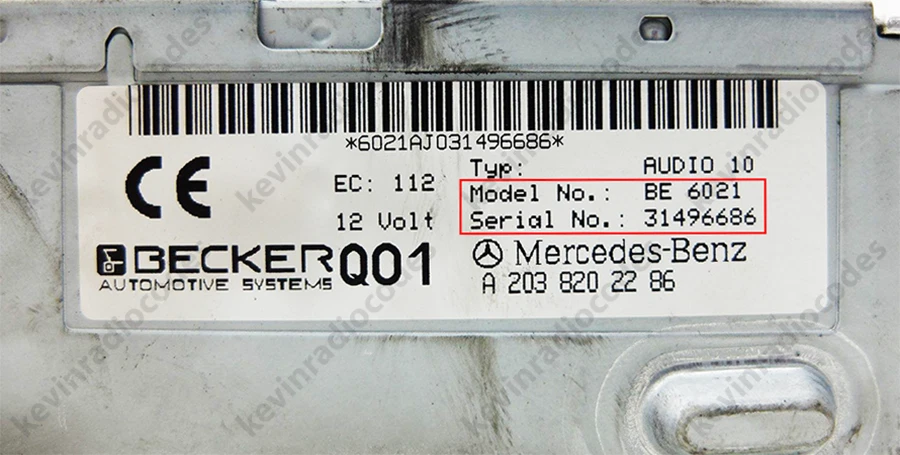 *6021AJ031496686*
CE
EC: 112
12 Volt
Typ: AUDIO 10
Model No.: BE 6021
Serial No.: 31496686
BECKER
AUTOMOTIVE SYSTEMS
Q01
Mercedes-Benz
A 203 820 22 86
kevinradiocodes